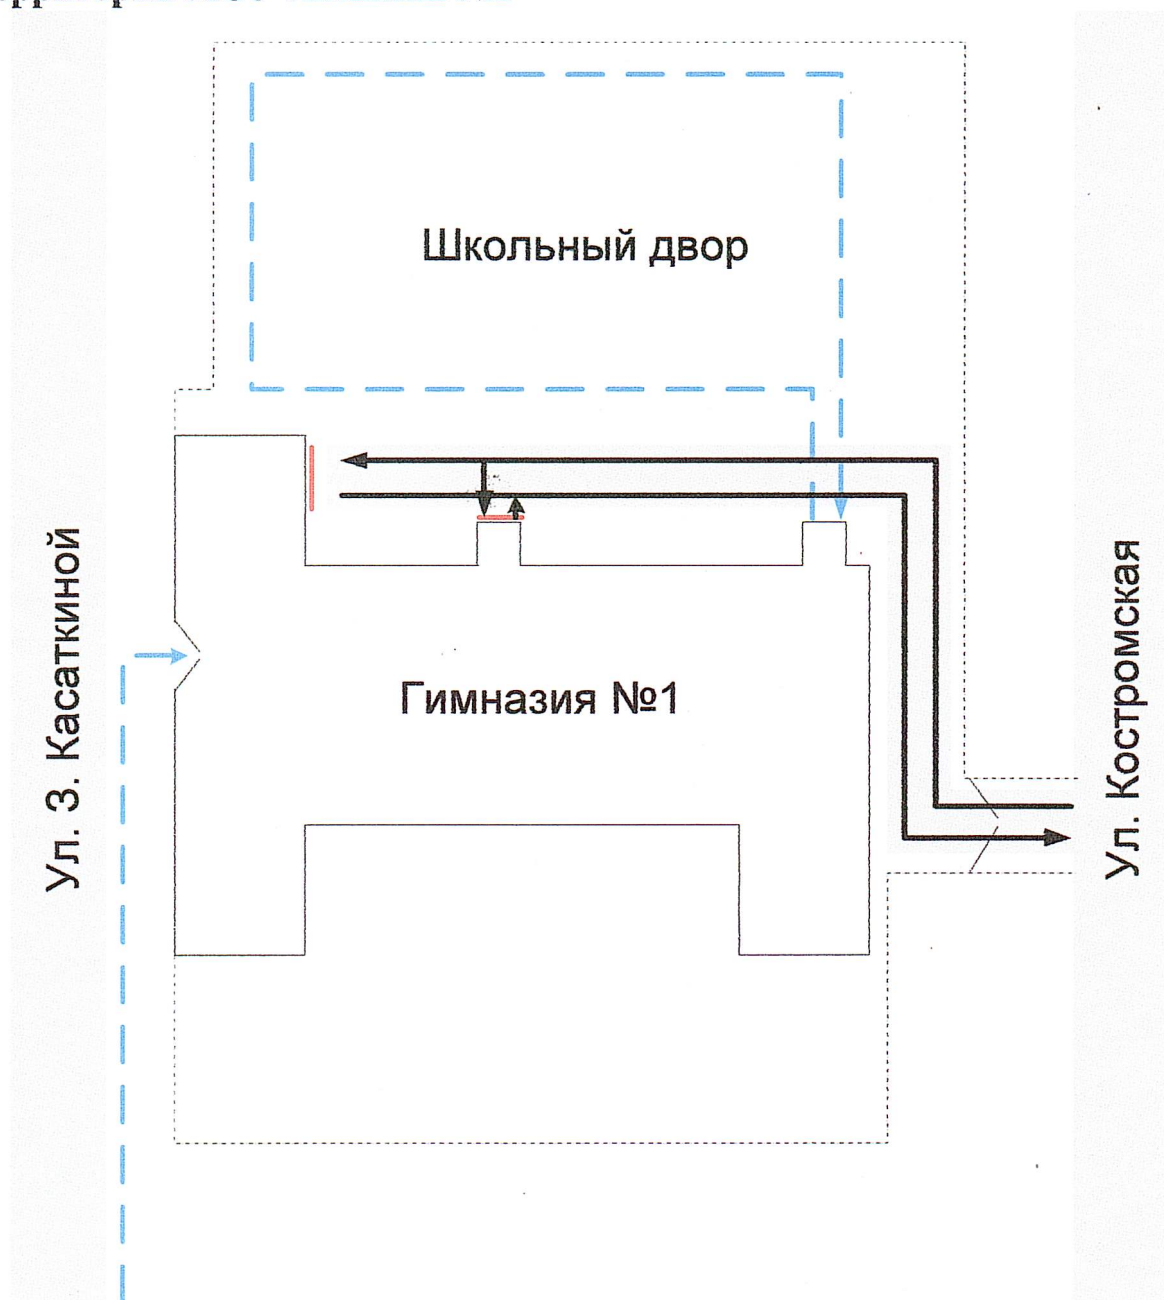 Школьный двор
Ул. З. Касаткиной
Гимназия №1
Ул. Костромская